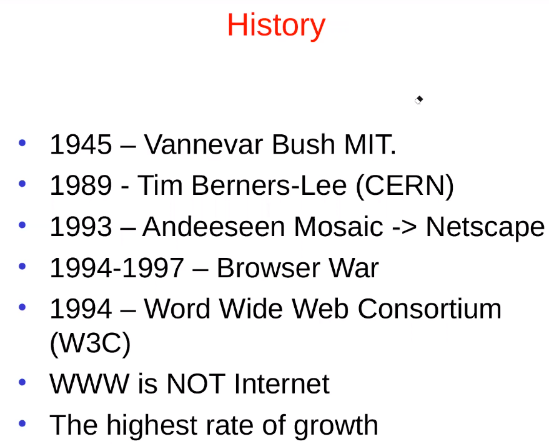 History
• 1945 – Vannevar Bush MIT.
• 1989 - Tim Berners-Lee (CERN)
• 1993 – Andeeseen Mosaic -> Netscape
• 1994-1997 – Browser War
• 1994 – Word Wide Web Consortium
(W3C)
• WWW is NOT Internet
• The highest rate of growth